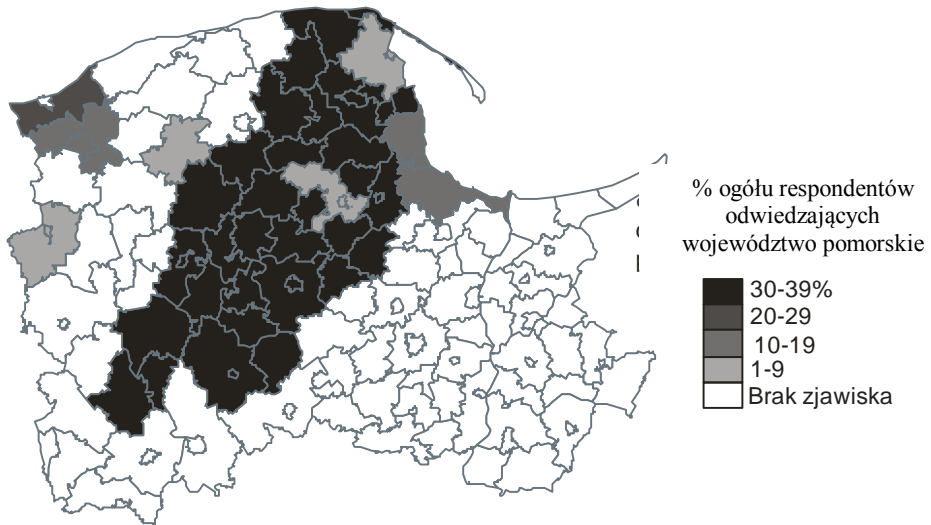 % ogółu respondentów
odwiedzających
województwo pomorskie
30-39%
20-29
10-19
1-9
Brak zjawiska